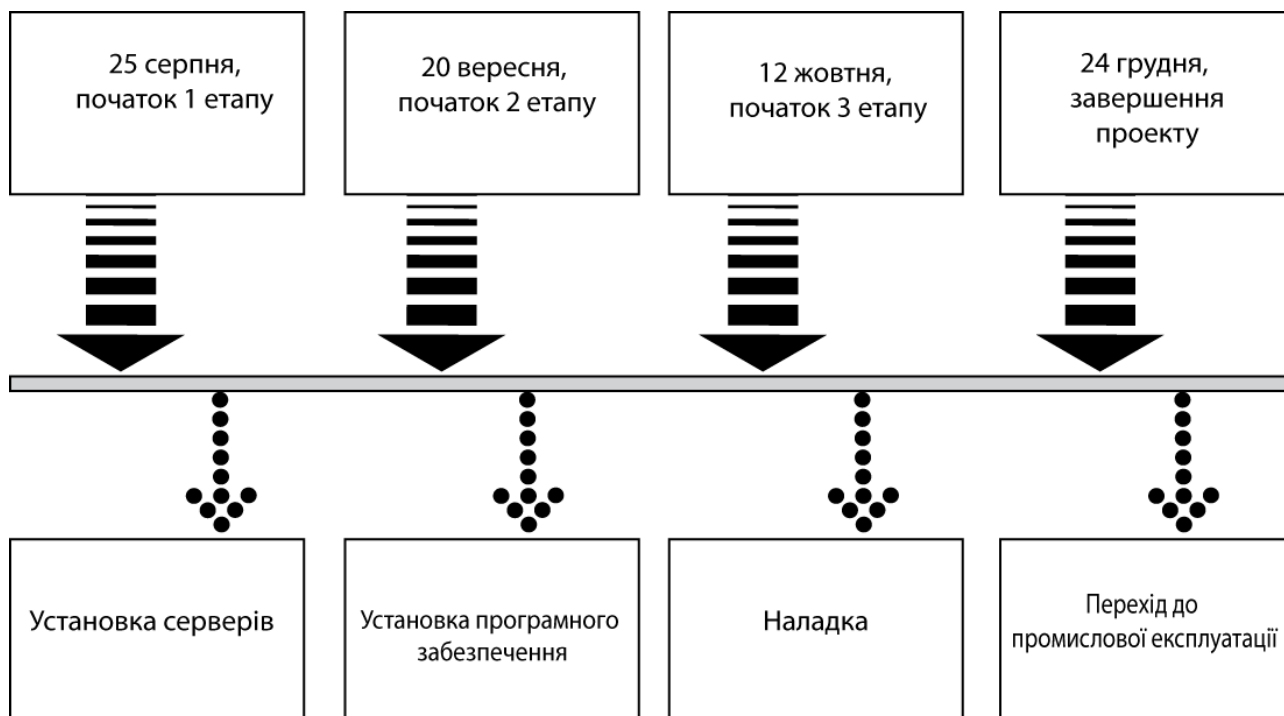 25 серпня,
початок 1 етапу
20 вересня,
початок 2 етапу
12 жовтня,
початок 3 етапу
24 грудня,
завершення
проекту
Установка серверів
Установка програмного
забезпечення
Наладка
Перехід до
промислової експлуатації